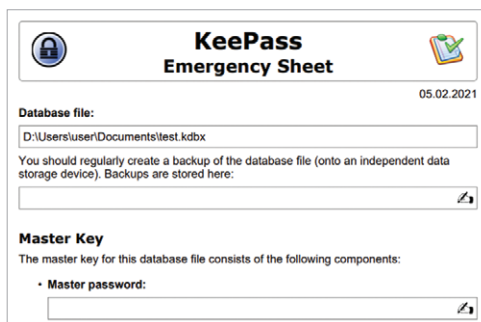 KeePass
Emergency Sheet
05.02.2021
Database file:
D:\Users\user\Documents\test.kdbx
You should regularly create a backup of the database file (onto an independent data
storage device). Backups are stored here:
Master Key
The master key for this database file consists of the following components:
• Master password: